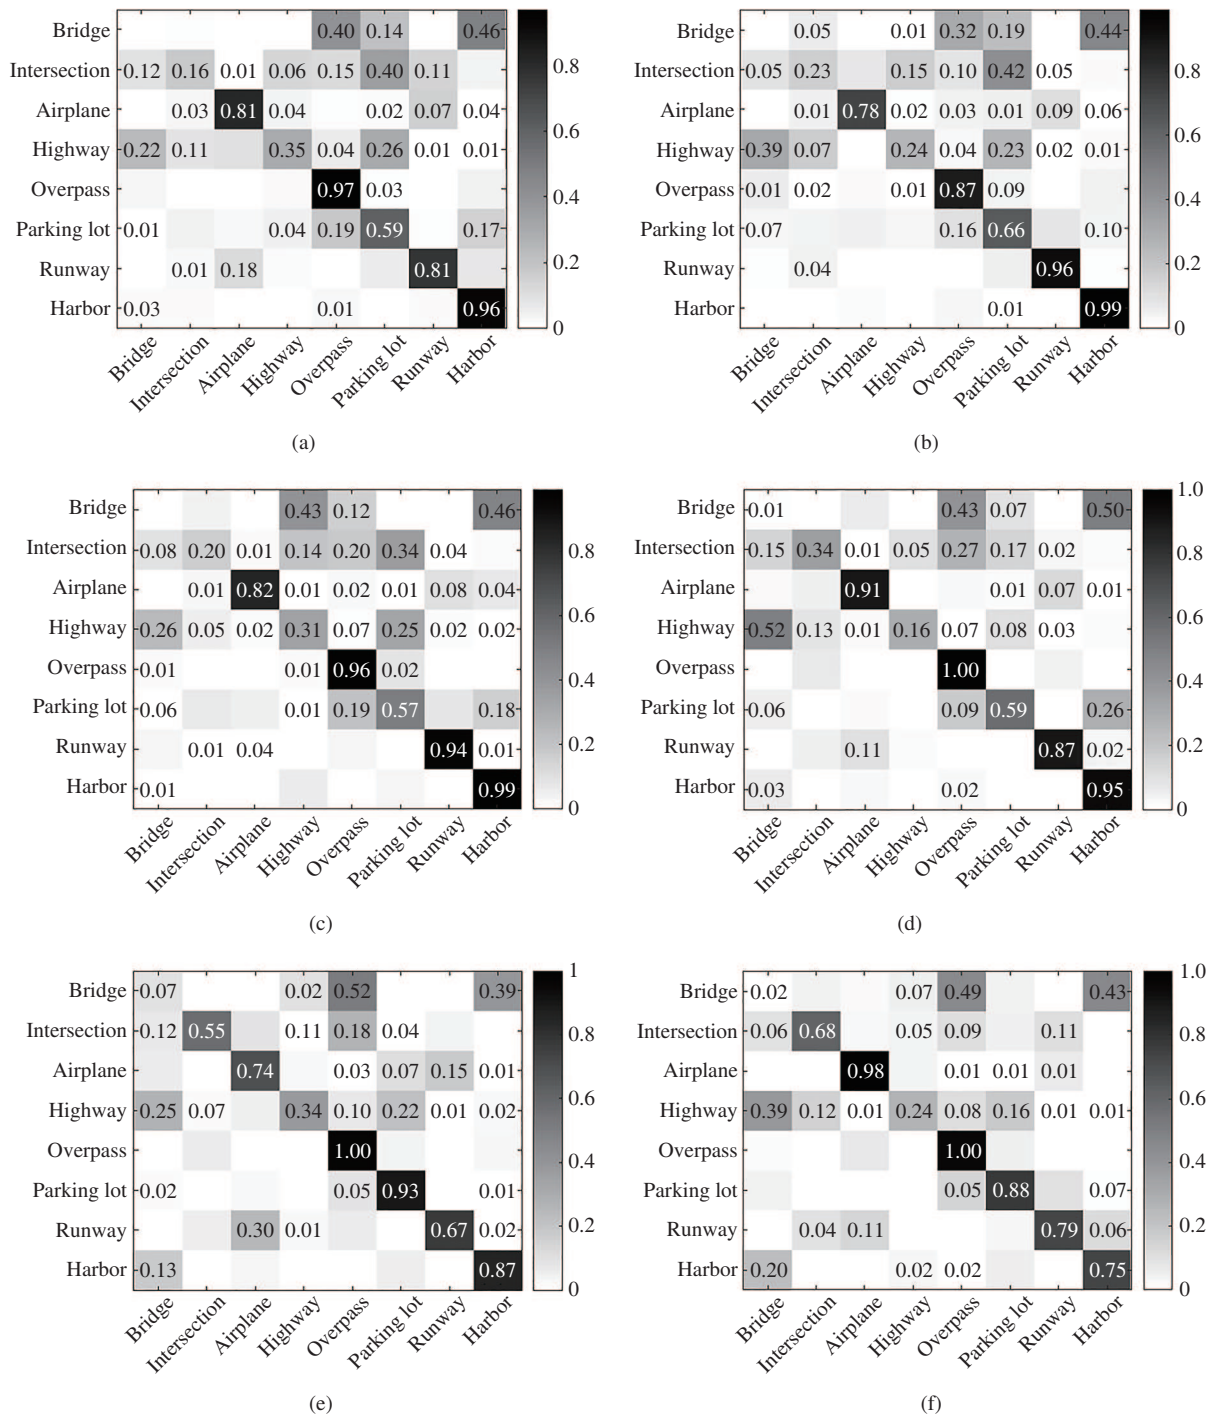 Bridge 0.40 0.14 0.46
Intersection 0.12 0.16 0.01 0.06 0.15 0.40 0.11 0.8
Airplane 0.03 0.81 0.04 0.02 0.07 0.04
0.6
Highway 0.22 0.11 0.35 0.04 0.26 0.01 0.01
Overpass 0.97 0.03 0.4
Parking lot 0.01 0.04 0.19 0.59 0.17
Runway 0.01 0.18 0.81 0.2
Harbor 0.03 0.01 0.96
0
Bridge Intersection Airplane Highway Overpass Parking lot Runway Harbor
(a)
Bridge 0.05 0.01 0.32 0.19 0.44
Intersection 0.05 0.23 0.15 0.10 0.42 0.05 0.8
Airplane 0.01 0.78 0.02 0.03 0.01 0.09 0.06
0.6
Highway 0.39 0.07 0.24 0.04 0.23 0.02 0.01
Overpass 0.01 0.02 0.01 0.87 0.09 0.4
Parking lot 0.07 0.16 0.66 0.10
Runway 0.04 0.96 0.2
Harbor 0.01 0.99
0
Bridge Intersection Airplane Highway Overpass Parking lot Runway Harbor
(b)
Bridge 0.43 0.12 0.46
Intersection 0.08 0.20 0.01 0.14 0.20 0.34 0.04 0.8
Airplane 0.01 0.82 0.01 0.02 0.01 0.08 0.04
0.6
Highway 0.26 0.05 0.02 0.31 0.07 0.25 0.02 0.02
Overpass 0.01 0.01 0.96 0.02 0.4
Parking lot 0.06 0.01 0.19 0.57 0.18
Runway 0.01 0.04 0.94 0.01 0.2
Harbor 0.01 0.99
0
Bridge Intersection Airplane Highway Overpass Parking lot Runway Harbor
(c)
1.0
Bridge 0.01 0.43 0.07 0.50
Intersection 0.15 0.34 0.01 0.05 0.27 0.17 0.02 0.8
Airplane 0.91 0.01 0.07 0.01
Highway 0.52 0.13 0.01 0.16 0.07 0.08 0.03 0.6
Overpass 1.00
0.4
Parking lot 0.06 0.09 0.59 0.26
Runway 0.11 0.87 0.02 0.2
Harbor 0.03 0.02 0.95
0
Bridge Intersection Airplane Highway Overpass Parking lot Runway Harbor
(d)
1
Bridge 0.07 0.02 0.52 0.39
Intersection 0.12 0.55 0.11 0.18 0.04 0.8
Airplane 0.74 0.03 0.07 0.15 0.01
Highway 0.25 0.07 0.34 0.10 0.22 0.01 0.02 0.6
Overpass 1.00
0.4
Parking lot 0.02 0.05 0.93 0.01
Runway 0.30 0.01 0.67 0.02 0.2
Harbor 0.13 0.87
0
Bridge Intersection Airplane Highway Overpass Parking lot Runway Harbor
(e)
1.0
Bridge 0.02 0.07 0.49 0.43
Intersection 0.06 0.68 0.05 0.09 0.11 0.8
Airplane 0.98 0.01 0.01 0.01
Highway 0.39 0.12 0.01 0.24 0.08 0.16 0.01 0.01 0.6
Overpass 1.00
0.4
Parking lot 0.05 0.88 0.07
Runway 0.04 0.11 0.79 0.06 0.2
Harbor 0.20 0.02 0.02 0.75
0
Bridge Intersection Airplane Highway Overpass Parking lot Runway Harbor
(f)